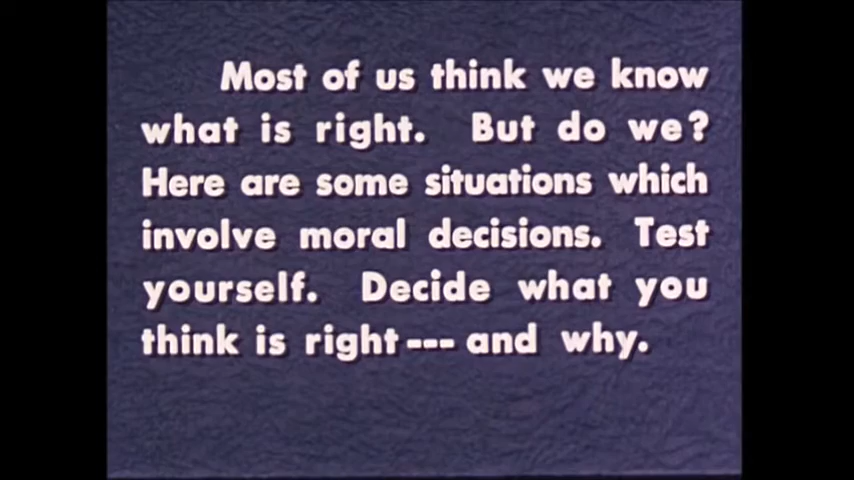 Most of us think we know
what is right. But do we?
Here are some situations which
involve moral decisions. Test
yourself. Decide what you
think is right---and why.